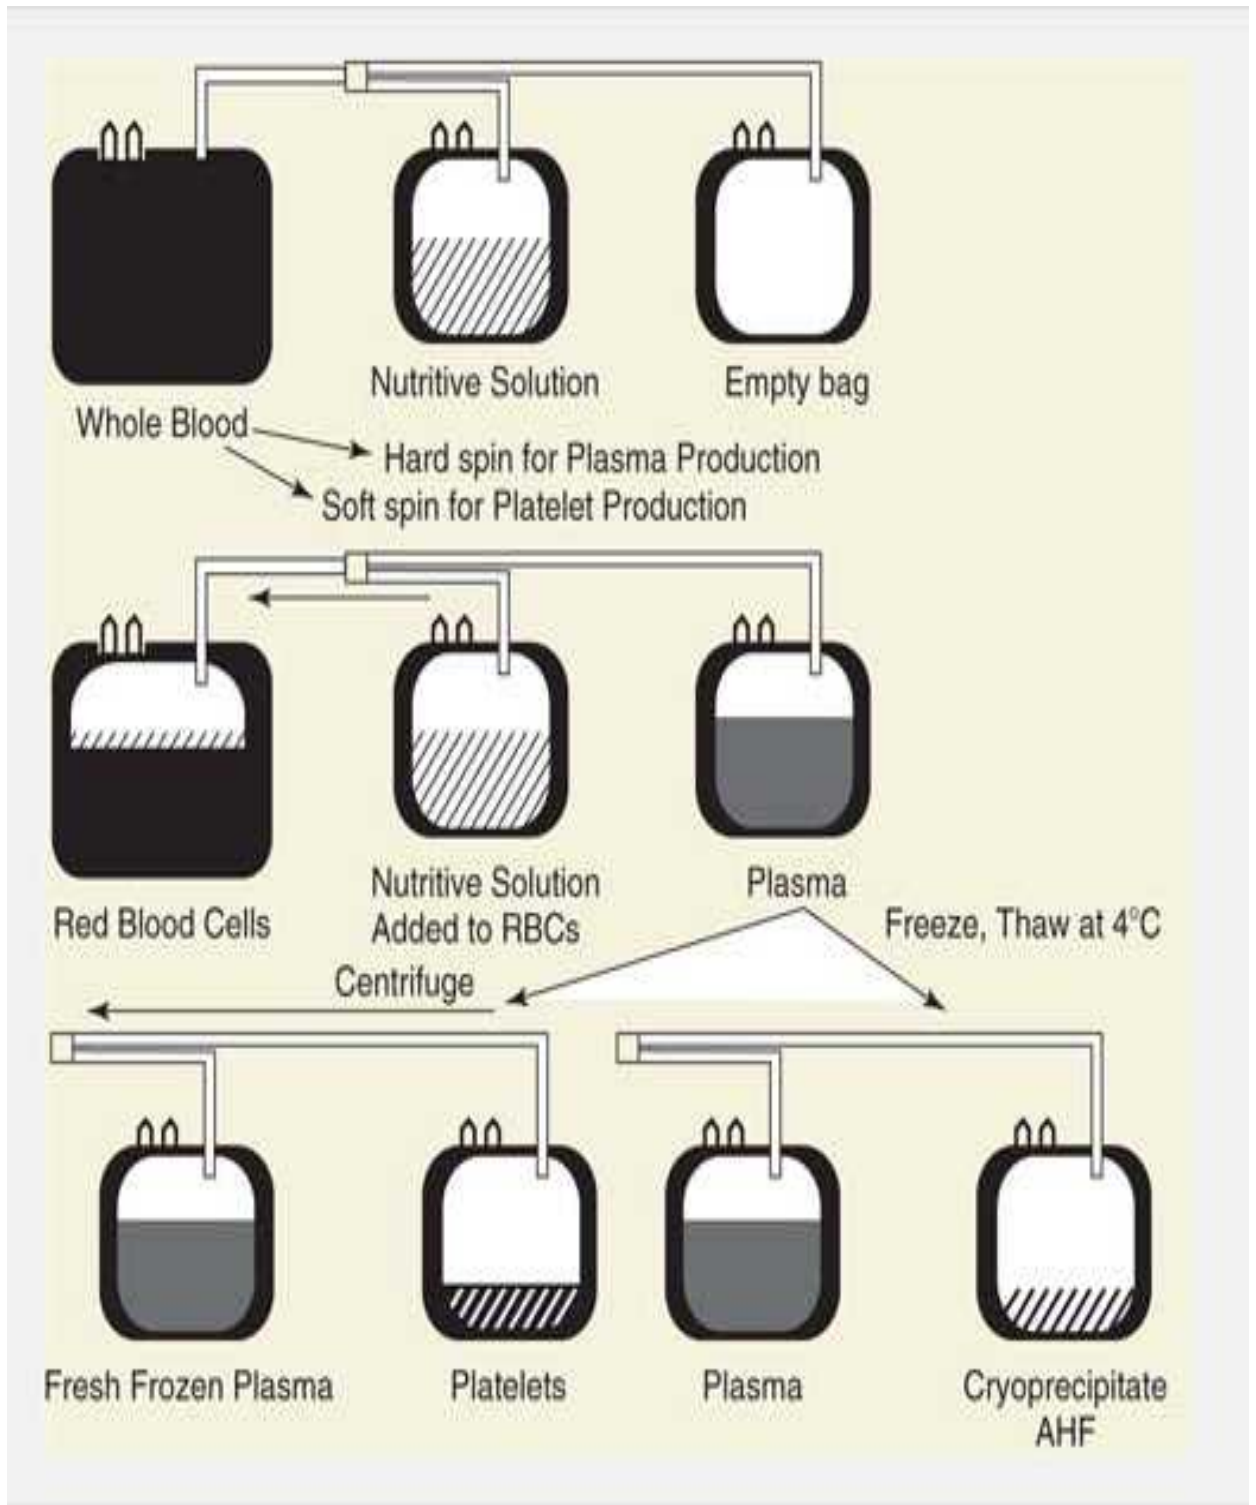 Nutritive Solution
Empty bag
Whole Blood
Hard spin for Plasma Production
Soft spin for Platelet Production
Red Blood Cells
Nutritive Solution
Added to RBCs
Plasma
Freeze, Thaw at 4°C
Centrifuge
Fresh Frozen Plasma
Platelets
Plasma
Cryoprecipitate
AHF